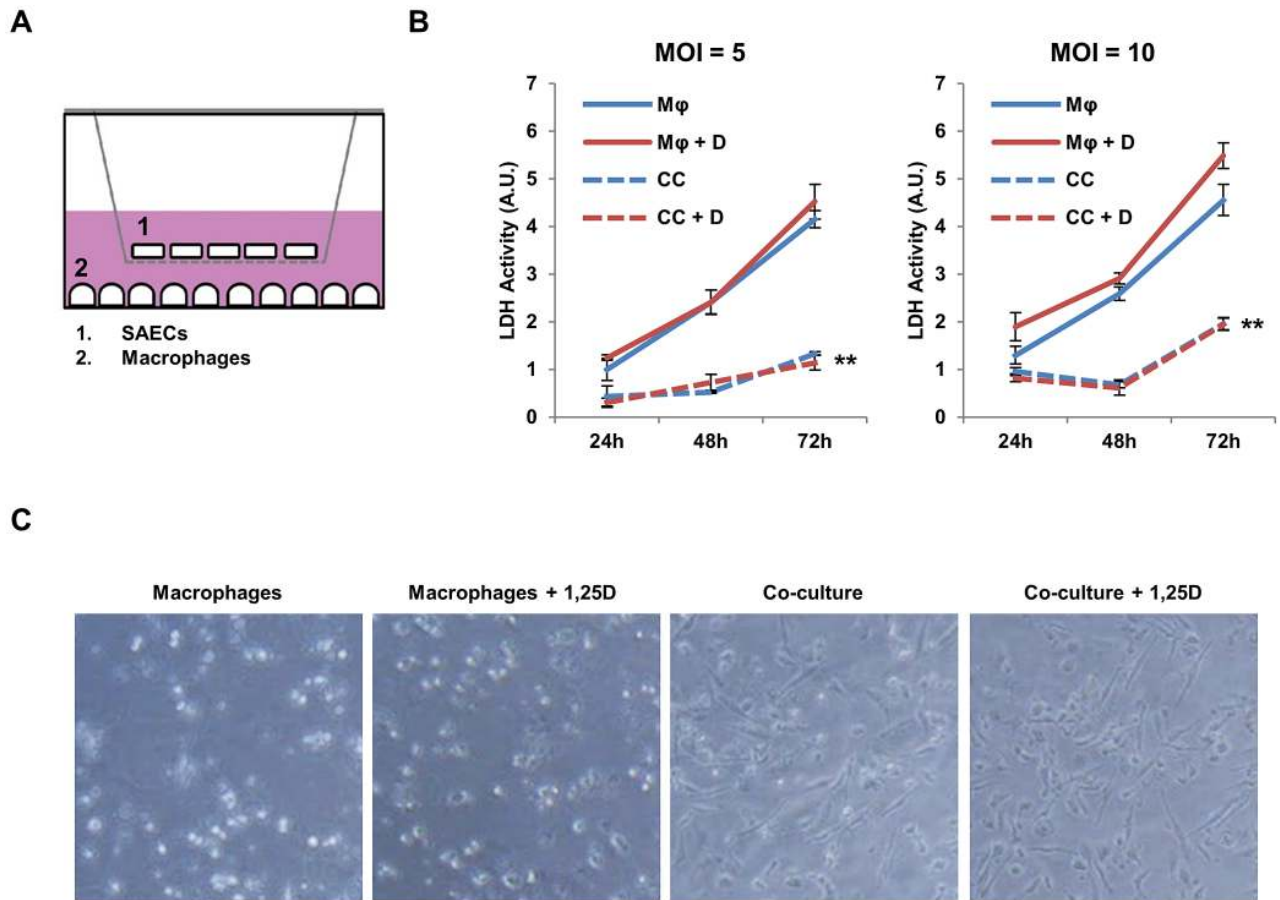 A
1
2
1. SAECs
2. Macrophages
B
MOI = 5
LDH Activity (A.U.)
7
6
5
4
3
2
1
0
24h 48h 72h
Mφ
Mφ + D
CC
CC + D
**
MOI = 10
LDH Activity (A.U.)
7
6
5
4
3
2
1
0
24h 48h 72h
Mφ
Mφ + D
CC
CC + D
**
C
Macrophages
Macrophages + 1,25D
Co-culture
Co-culture + 1,25D